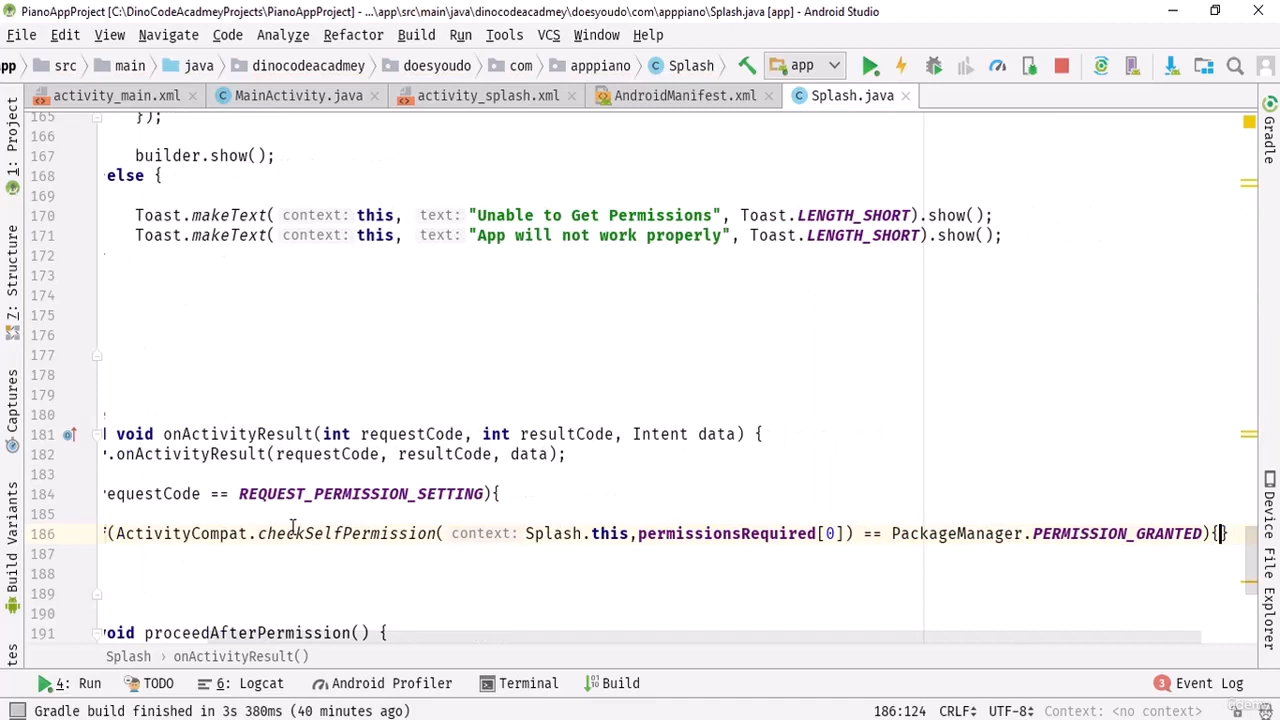 PianoAppProject [C:\DinoCodeAcadmeyProjects\PianoAppProject] - ...\app\src\main\java\dinocodeacadmey\doesyoudo\com\apppiano\Splash.java [app] - Android Studio
File Edit View Navigate Code Analyze Refactor Build Run Tools VCS Window Help
app src main java dinocodeacadmey doesyoudo com apppiano Splash app
activity_main.xml MainActivity.java activity_splash.xml AndroidManifest.xml Splash.java
165 });
166
167 builder.show();
168 else {
169
170 Toast.makeText( context: this, text: "Unable to Get Permissions", Toast.LENGTH_SHORT).show();
171 Toast.makeText( context: this, text: "App will not work properly", Toast.LENGTH_SHORT).show();
172
173
174
175
176
177
178
179
180
181 void onActivityResult(int requestCode, int resultCode, Intent data) {
182 .onActivityResult(requestCode, resultCode, data);
183
184 equestCode == REQUEST_PERMISSION_SETTING){
185
186 f(ActivityCompat.checkSelfPermission( context: Splash.this,permissionsRequired[0]) == PackageManager.PERMISSION_GRANTED){}
187
188
189
190
191 void proceedAfterPermission() {
Splash onActivityResult()
1: Project
7: Structure
Captures
Build Variants
tes
Gradle
Device File Explorer
4: Run TODO 6: Logcat Android Profiler Terminal Build 3 Event Log
Gradle build finished in 3s 380ms (40 minutes ago) 186:124 CRLF UTF-8 Context: <no context>